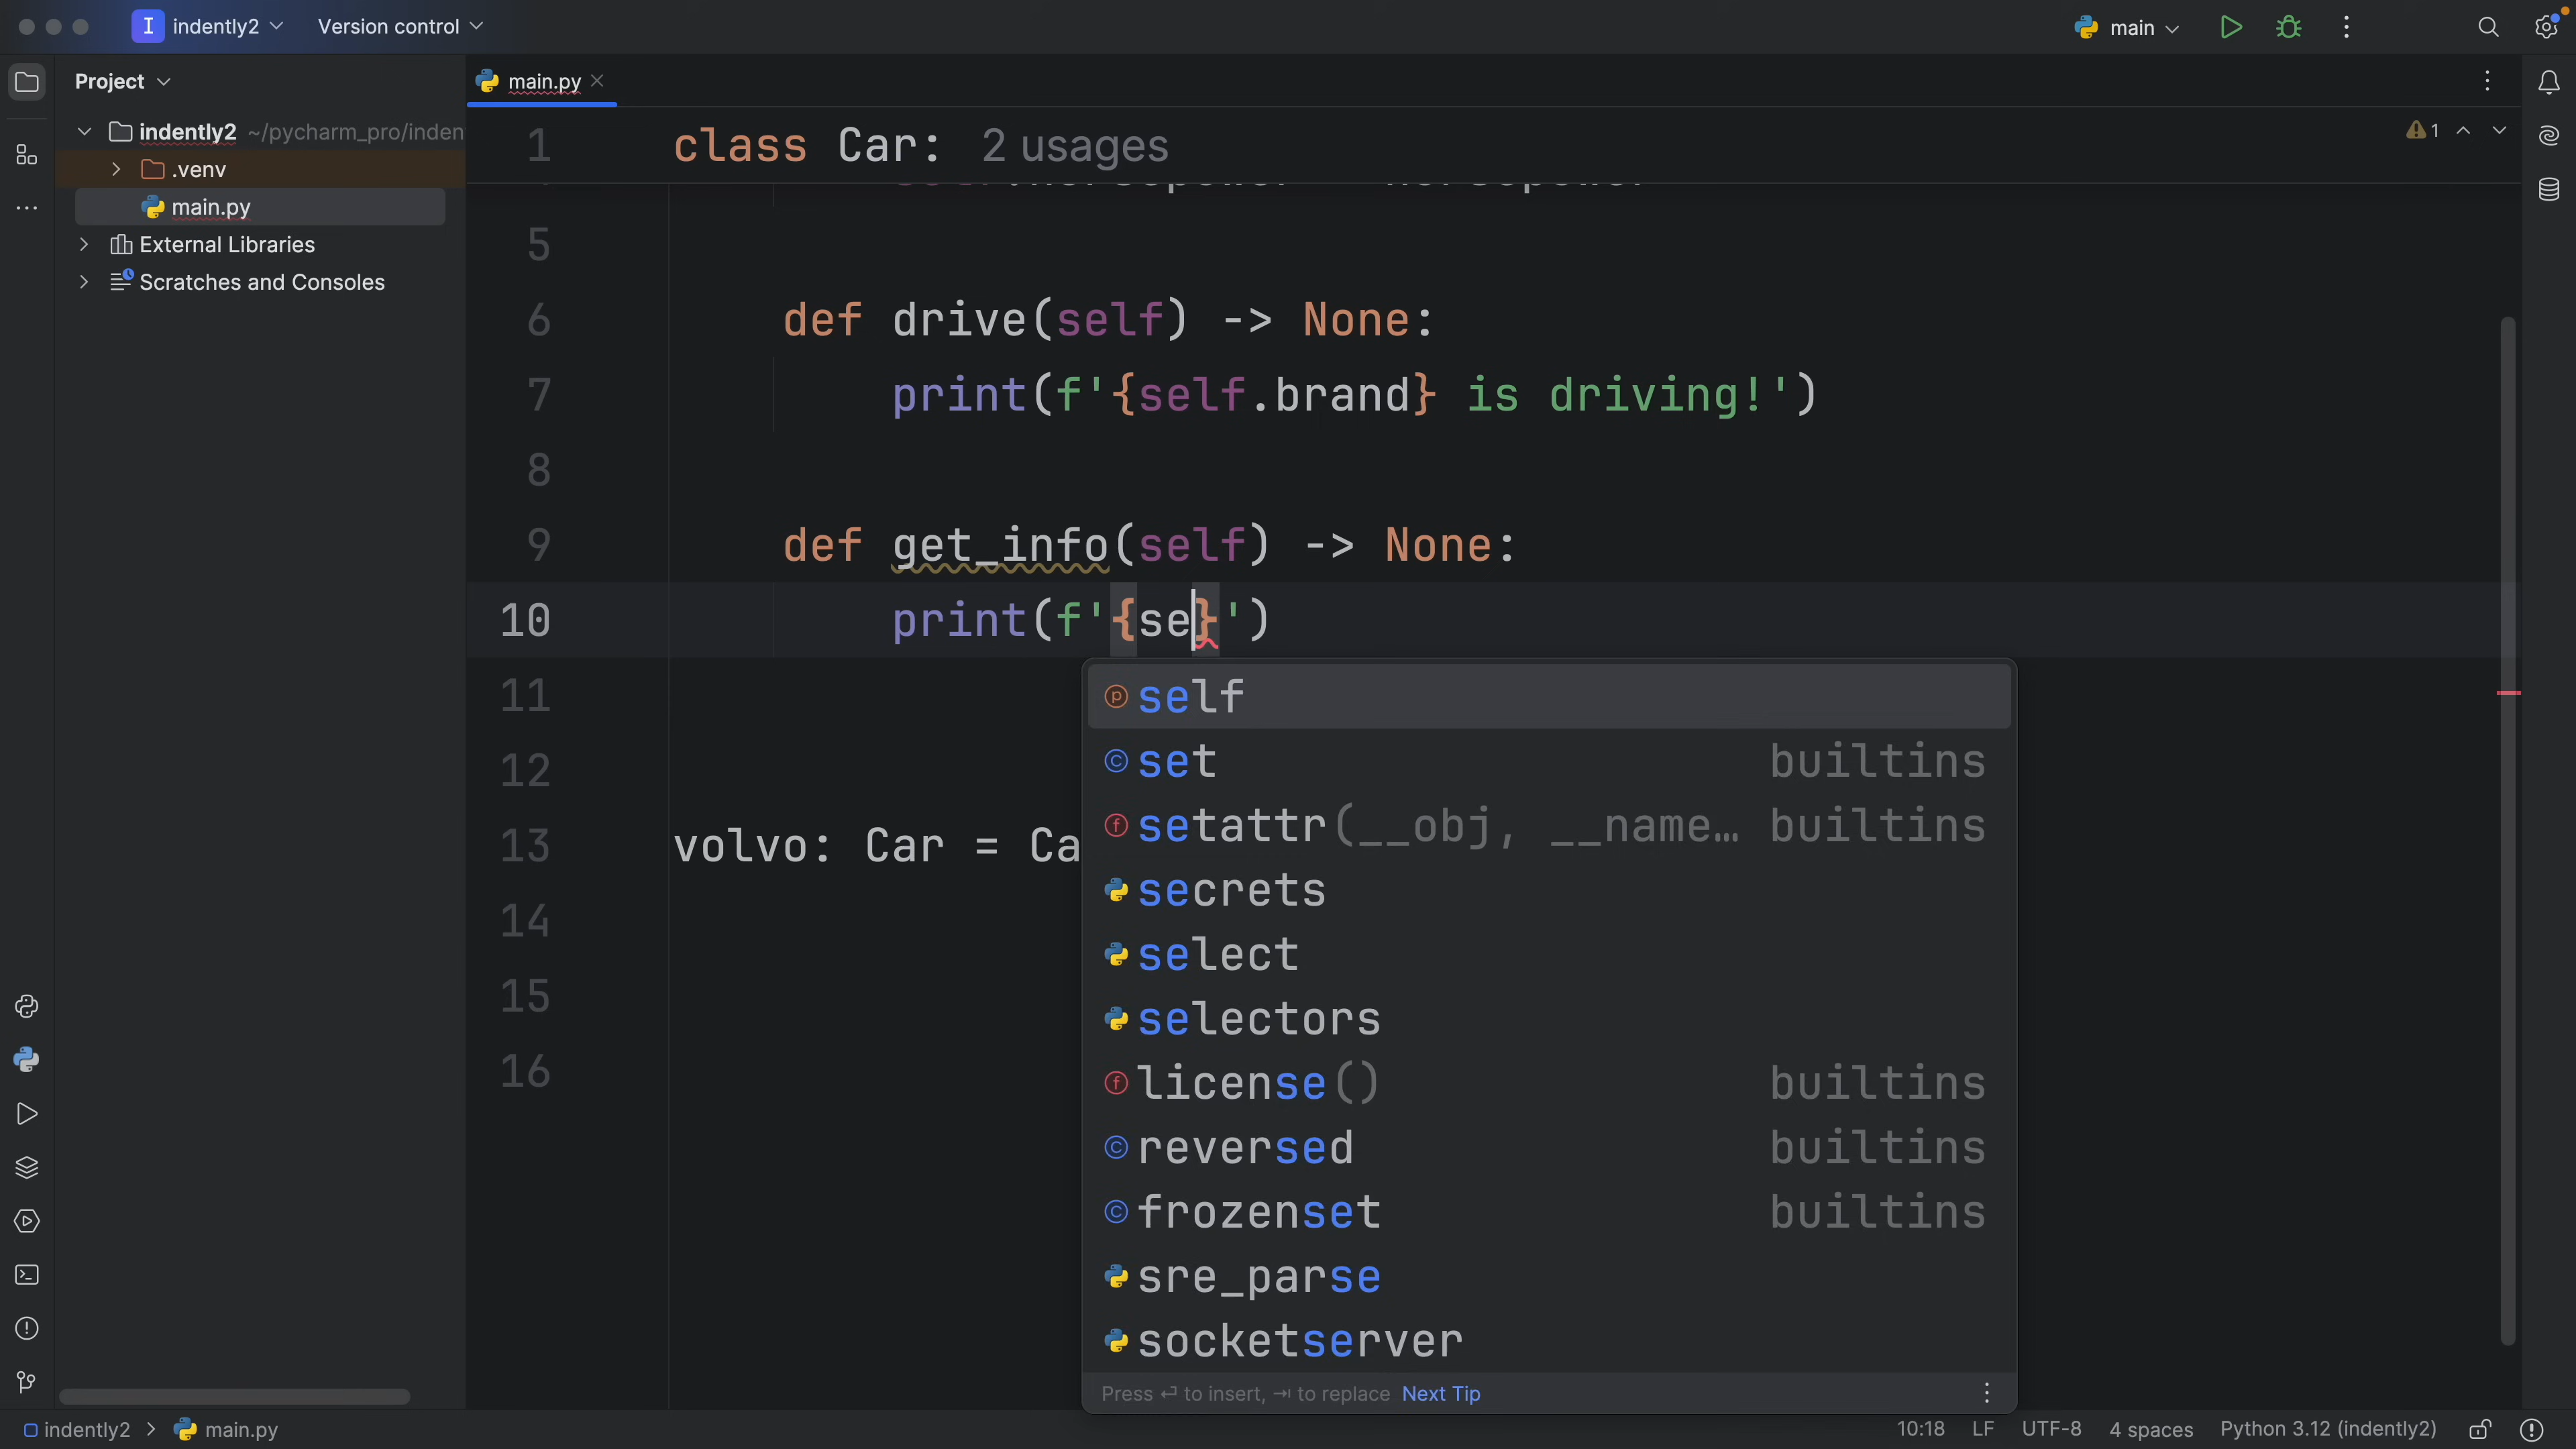 I indently2 Version control main
Project main.py
indently2 ~/pycharm_pro/inden
.venv
main.py
External Libraries
Scratches and Consoles
1 class Car: 2 usages
1
5
6 def drive(self) -> None:
7 print(f'{self.brand} is driving!')
8
9 def get_info(self) -> None:
10 print(f'{se}')
11
12
13 volvo: Car = Ca
14
15
16
self
set builtins
setattr(__obj, __name… builtins
secrets
select
selectors
license() builtins
reversed builtins
frozenset builtins
sre_parse
socketserver
Press ⏎ to insert, ⇥ to replace Next Tip
indently2 > main.py 10:18 LF UTF-8 4 spaces Python 3.12 (indently2)